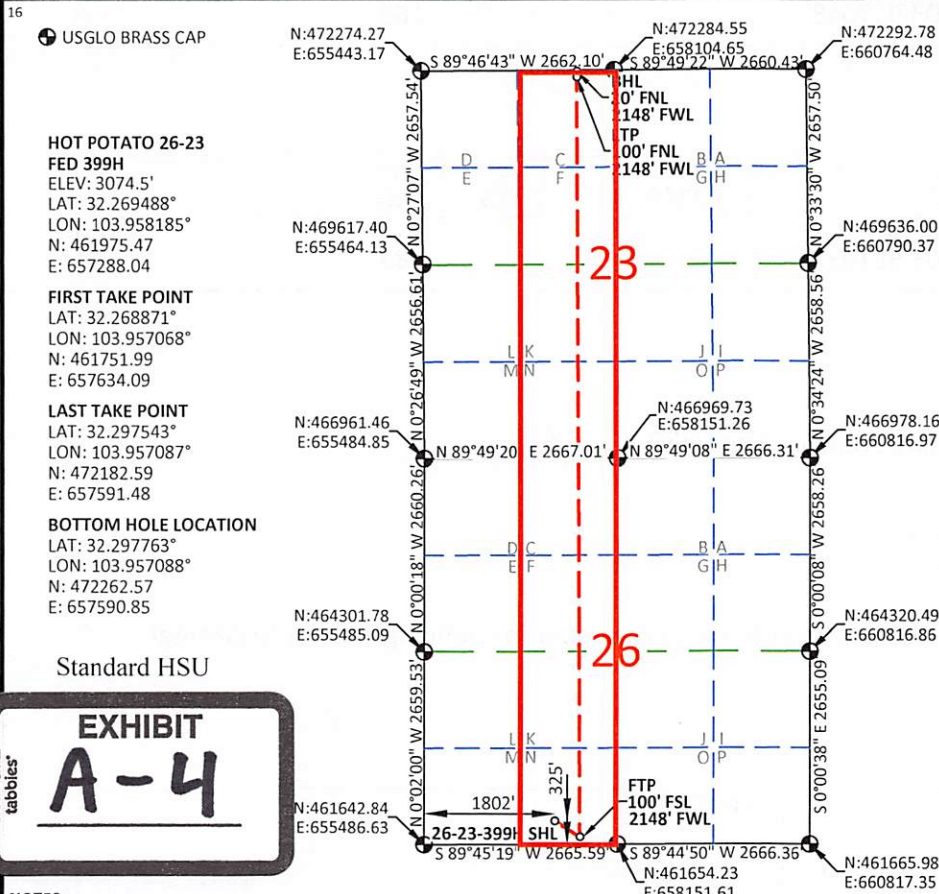 16
USGLO BRASS CAP
HOT POTATO 26-23
FED 399H
ELEV: 3074.5'
LAT: 32.269488°
LON: 103.958185°
N: 461975.47
E: 657288.04
FIRST TAKE POINT
LAT: 32.268871°
LON: 103.957068°
N: 461751.99
E: 657634.09
LAST TAKE POINT
LAT: 32.297543°
LON: 103.957087°
N: 472182.59
E: 657591.48
BOTTOM HOLE LOCATION
LAT: 32.297763°
LON: 103.957088°
N: 472262.57
E: 657590.85
Standard HSU
tabbies®
EXHIBIT
A-4
N:472274.27
E:655443.17
N:472284.55
E:658104.65
N:472292.78
E:660764.48
S 89°46'43" W 2662.10'
S 89°49'22" W 2660.43'
BHL
20' FNL
2148' FWL
LTP
100' FNL
2148' FWL
N 0°27'07" W 2657.54'
N 0°33'30" W 2657.50'
D
E
C
F
B A
G H
N:469617.40
E:655464.13
23
N:469636.00
E:660790.37
N 0°26'49" W 2656.61'
N 0°34'24" W 2658.56'
L K
M N
J I
O P
N:466961.46
E:655484.85
N:466969.73
E:658151.26
N:466978.16
E:660816.97
N 89°49'20" E 2667.01'
N 89°49'08" E 2666.31'
N 0°00'18" W 2660.26'
S 0°00'08" W 2658.26'
D C
E F
B A
G H
N:464301.78
E:655485.09
26
N:464320.49
E:660816.86
N 0°02'00" W 2659.53'
S 0°00'38" E 2655.09'
L K
M N
J I
O P
325'
1802'
FTP
100' FSL
2148' FWL
26-23-399H SHL
N:461642.84
E:655486.63
S 89°45'19" W 2665.59'
S 89°44'50" W 2666.36'
N:461654.23
E:658151.61
N:461665.98
E:660817.35